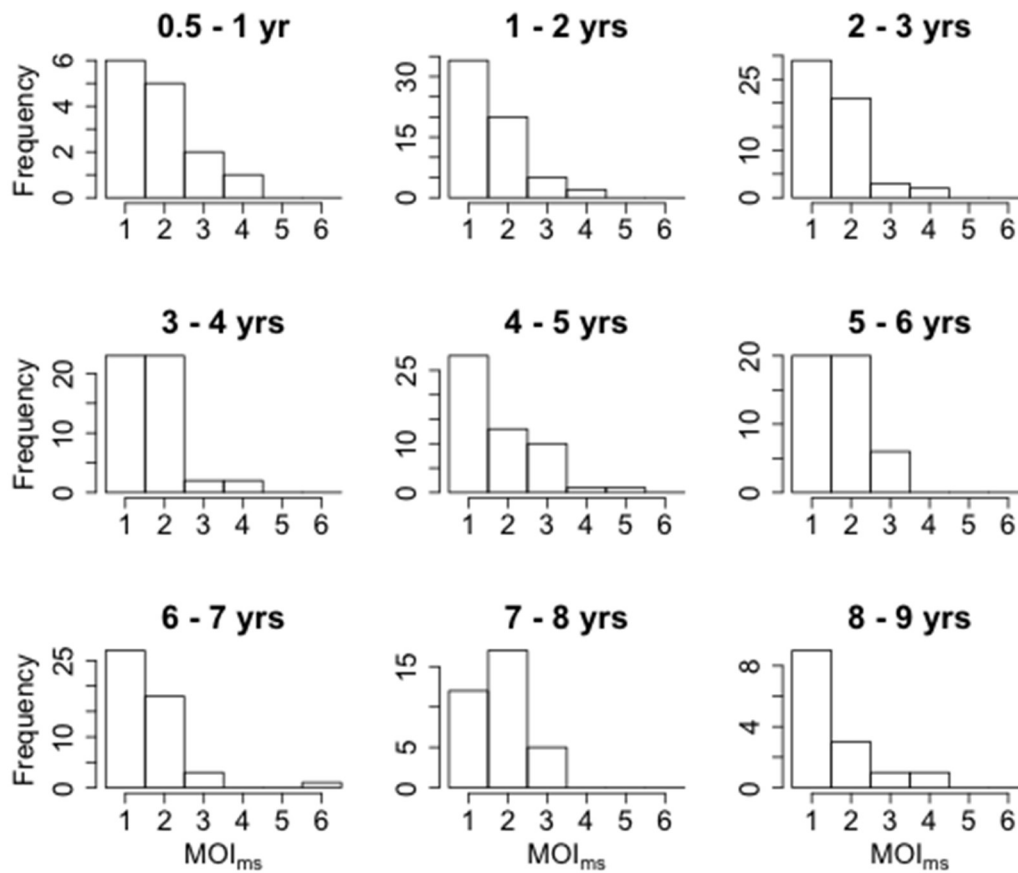 0.5 - 1 yr
Frequency
0 2 4 6
1 2 3 4 5 6
1 - 2 yrs
0 15 30
1 2 3 4 5 6
2 - 3 yrs
0 10 25
1 2 3 4 5 6
3 - 4 yrs
Frequency
0 10 20
1 2 3 4 5 6
4 - 5 yrs
0 10 25
1 2 3 4 5 6
5 - 6 yrs
0 10 20
1 2 3 4 5 6
6 - 7 yrs
Frequency
0 10 25
1 2 3 4 5 6
MOIms
7 - 8 yrs
0 5 15
1 2 3 4 5 6
MOIms
8 - 9 yrs
0 4 8
1 2 3 4 5 6
MOIms